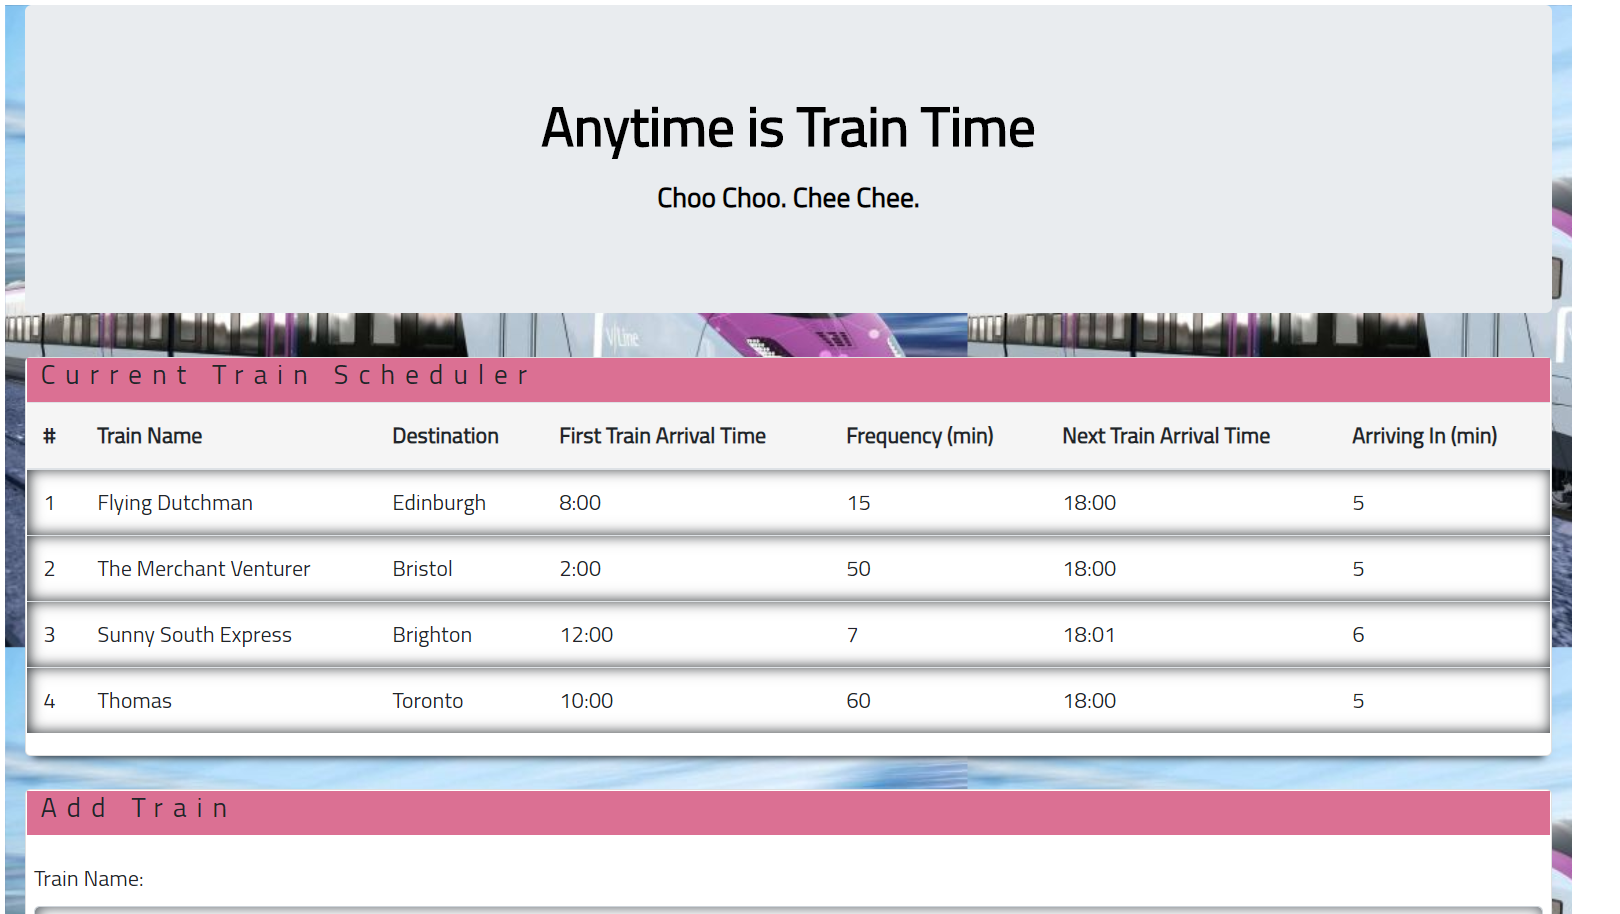 Anytime is Train Time
Choo Choo. Chee Chee.
V/Line
Current Train Scheduler
# Train Name Destination First Train Arrival Time Frequency (min) Next Train Arrival Time Arriving In (min)
1 Flying Dutchman Edinburgh 8:00 15 18:00 5
2 The Merchant Venturer Bristol 2:00 50 18:00 5
3 Sunny South Express Brighton 12:00 7 18:01 6
4 Thomas Toronto 10:00 60 18:00 5
Add Train
Train Name: